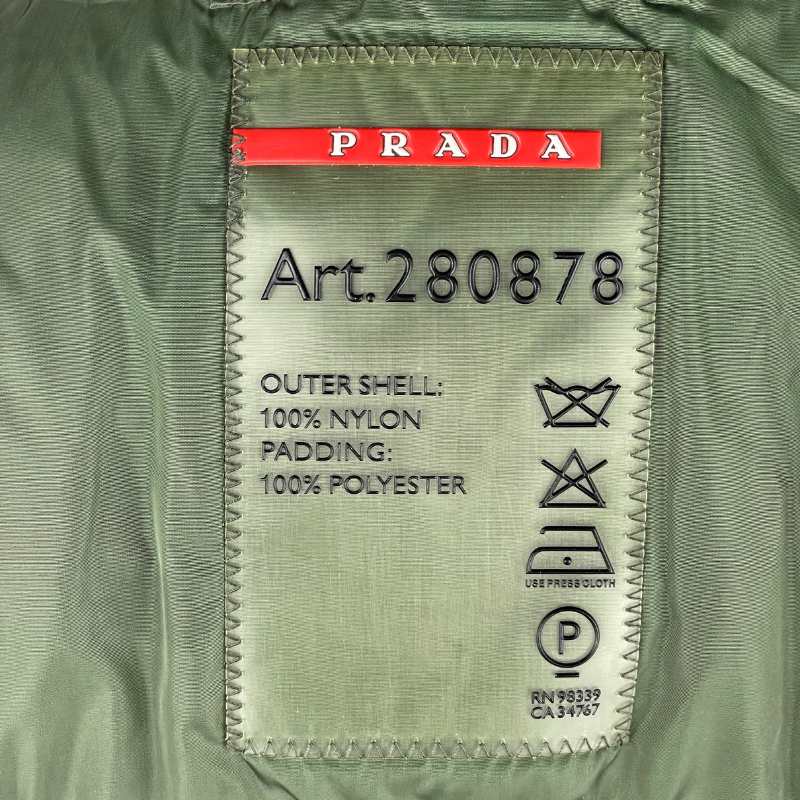 PRADA
Art.280878
OUTER SHELL:
100% NYLON
PADDING:
100% POLYESTER
USE PRESS CLOTH
P
RN 98339
CA 34767